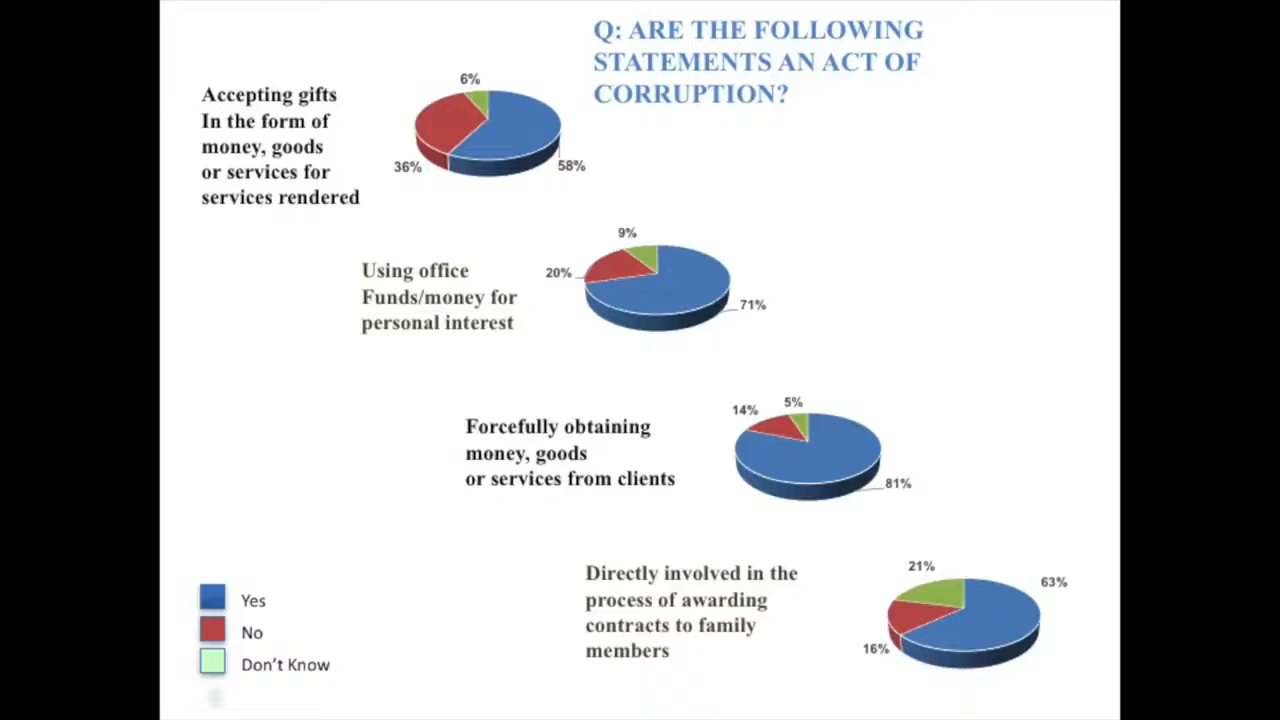 Q: ARE THE FOLLOWING
STATEMENTS AN ACT OF
CORRUPTION?
Accepting gifts
In the form of
money, goods
or services for
services rendered
6%
36%
58%
Using office
Funds/money for
personal interest
9%
20%
71%
Forcefully obtaining
money, goods
or services from clients
14%
5%
81%
Directly involved in the
process of awarding
contracts to family
members
21%
63%
16%
Yes
No
Don't Know